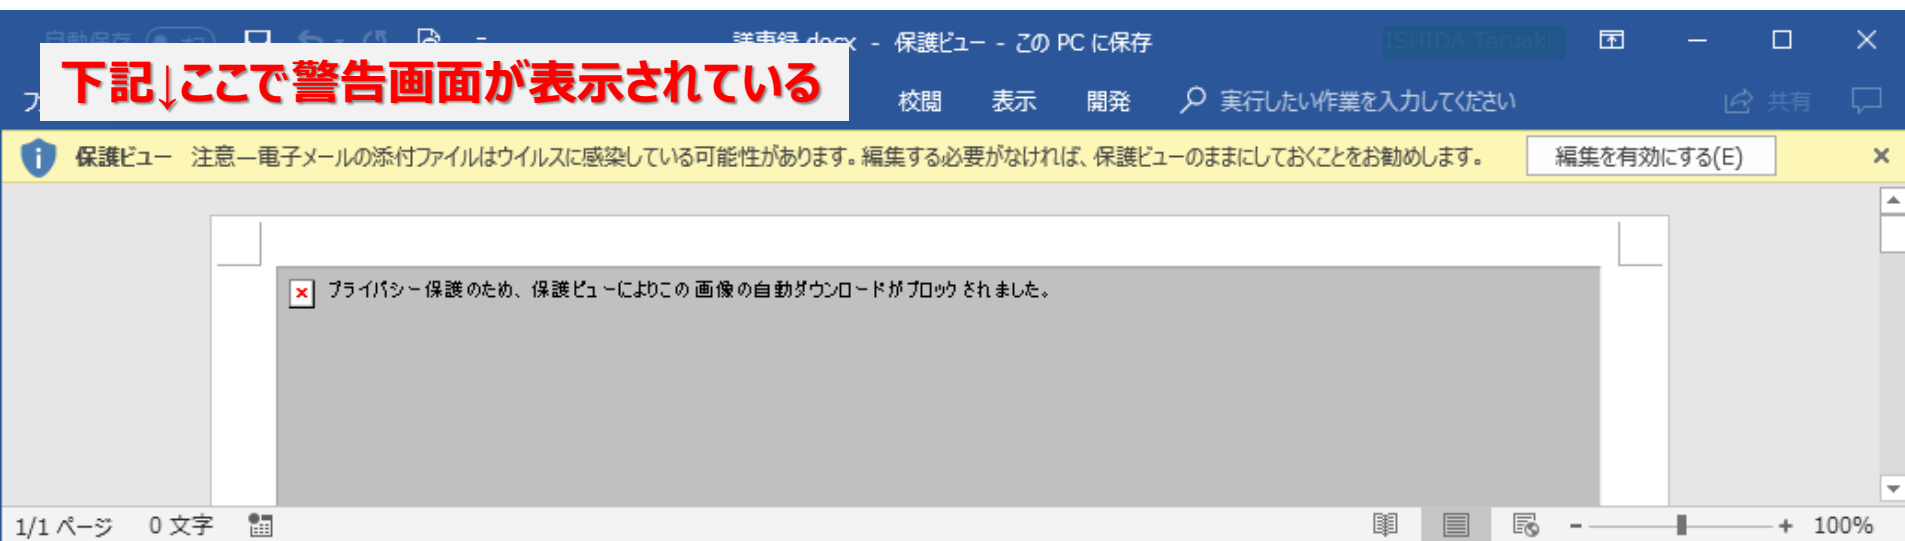 自動保存
議事録.docx - 保護ビュー - この PC に保存
ISHIDA Teruaki
下記↓ここで警告画面が表示されている
校閲 表示 開発 実行したい作業を入力してください 共有
保護ビュー 注意—電子メールの添付ファイルはウイルスに感染している可能性があります。編集する必要がなければ、保護ビューのままにしておくことをお勧めします。 編集を有効にする(E)
プライバシー保護のため、保護ビューによりこの画像の自動ダウンロードがブロックされました。
1/1 ページ 0 文字 100%